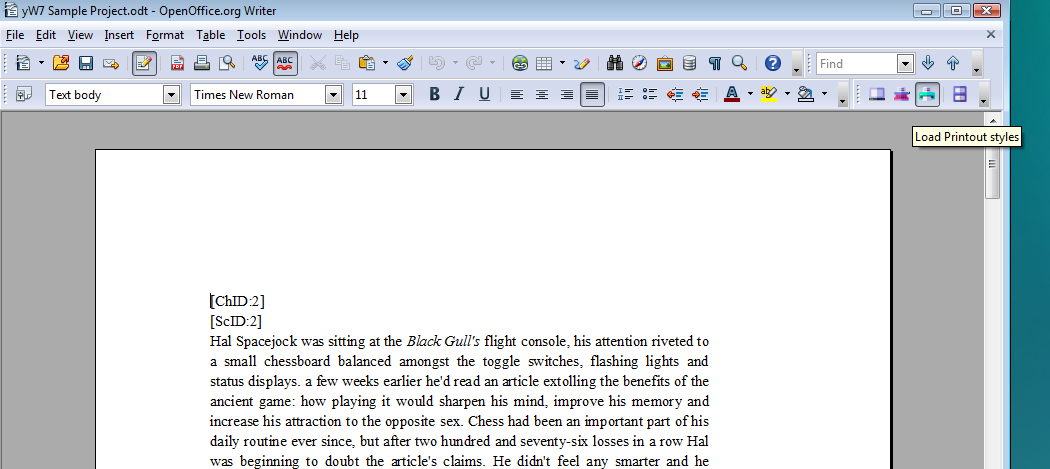 yW7 Sample Project.odt - OpenOffice.org Writer
File Edit View Insert Format Table Tools Window Help
PDF ABC ABC Find
Text body Times New Roman 11 B I U A ab
Load Printout styles
[ChID:2]
[ScID:2]
Hal Spacejock was sitting at the Black Gull's flight console, his attention riveted to
a small chessboard balanced amongst the toggle switches, flashing lights and
status displays. a few weeks earlier he'd read an article extolling the benefits of the
ancient game: how playing it would sharpen his mind, improve his memory and
increase his attraction to the opposite sex. Chess had been an important part of his
daily routine ever since, but after two hundred and seventy-six losses in a row Hal
was beginning to doubt the article's claims. He didn't feel any smarter and he